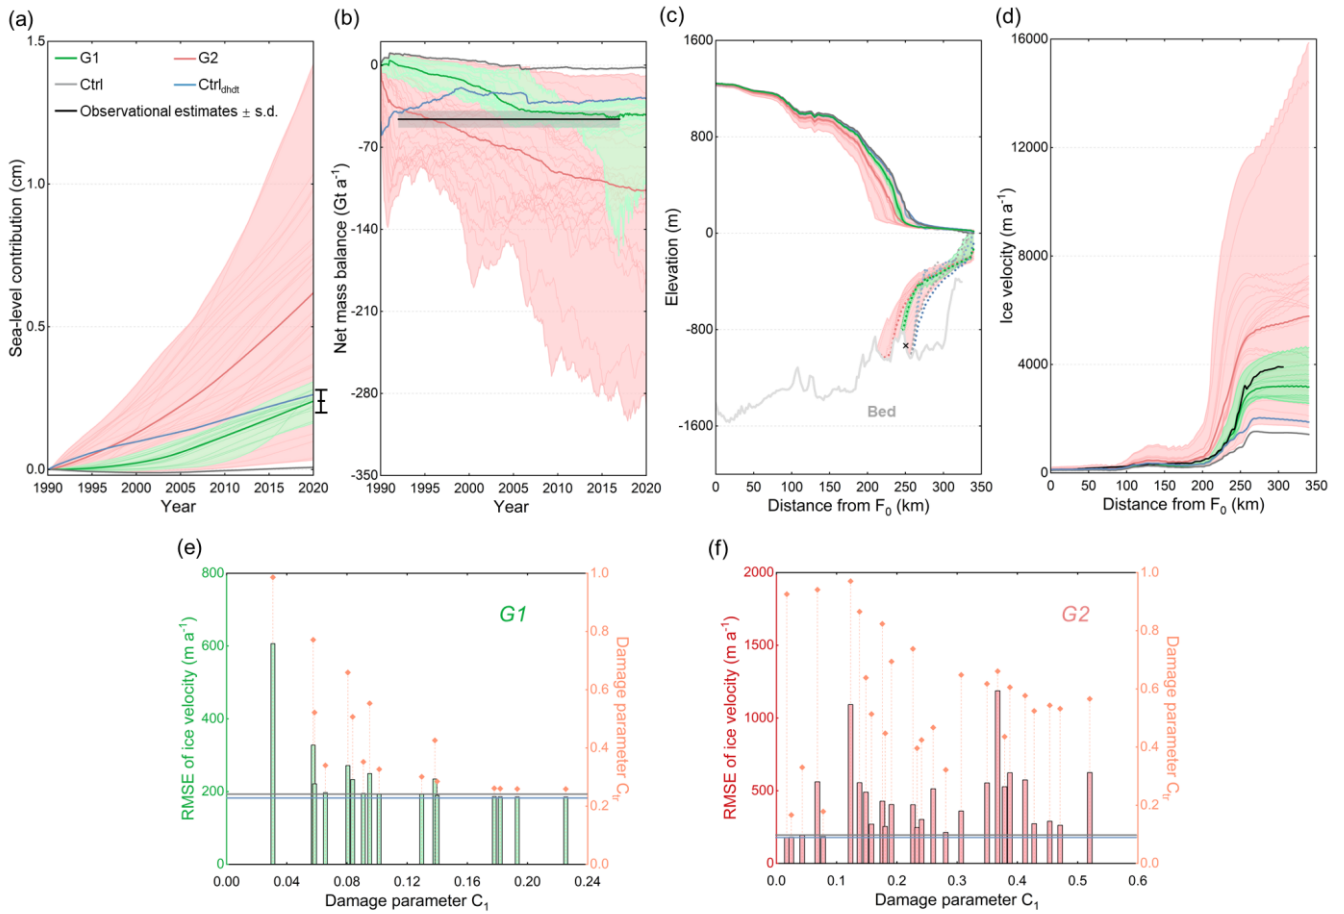 (a)
Sea-level contribution (cm)
1.5
1.0
0.5
0.0
G1
G2
Ctrl
Ctrl_dhdt
Observational estimates ± s.d.
1990 1995 2000 2005 2010 2015 2020
Year
(b)
Net mass balance (Gt a⁻¹)
0
-70
-140
-210
-280
-350
1990 1995 2000 2005 2010 2015 2020
Year
(c)
Elevation (m)
1600
800
0
-800
-1600
×
Bed
0 50 100 150 200 250 300 350
Distance from F₀ (km)
(d)
Ice velocity (m a⁻¹)
16000
12000
8000
4000
0
0 50 100 150 200 250 300 350
Distance from F₀ (km)
(e)
RMSE of ice velocity (m a⁻¹)
800
600
400
200
0
G1
1.0
0.8
0.6
0.4
0.2
0.0
Damage parameter C_tr
0.00 0.04 0.08 0.12 0.16 0.20 0.24
Damage parameter C₁
(f)
RMSE of ice velocity (m a⁻¹)
2000
1500
1000
500
0
G2
1.0
0.8
0.6
0.4
0.2
0.0
Damage parameter C_tr
0.0 0.1 0.2 0.3 0.4 0.5 0.6
Damage parameter C₁